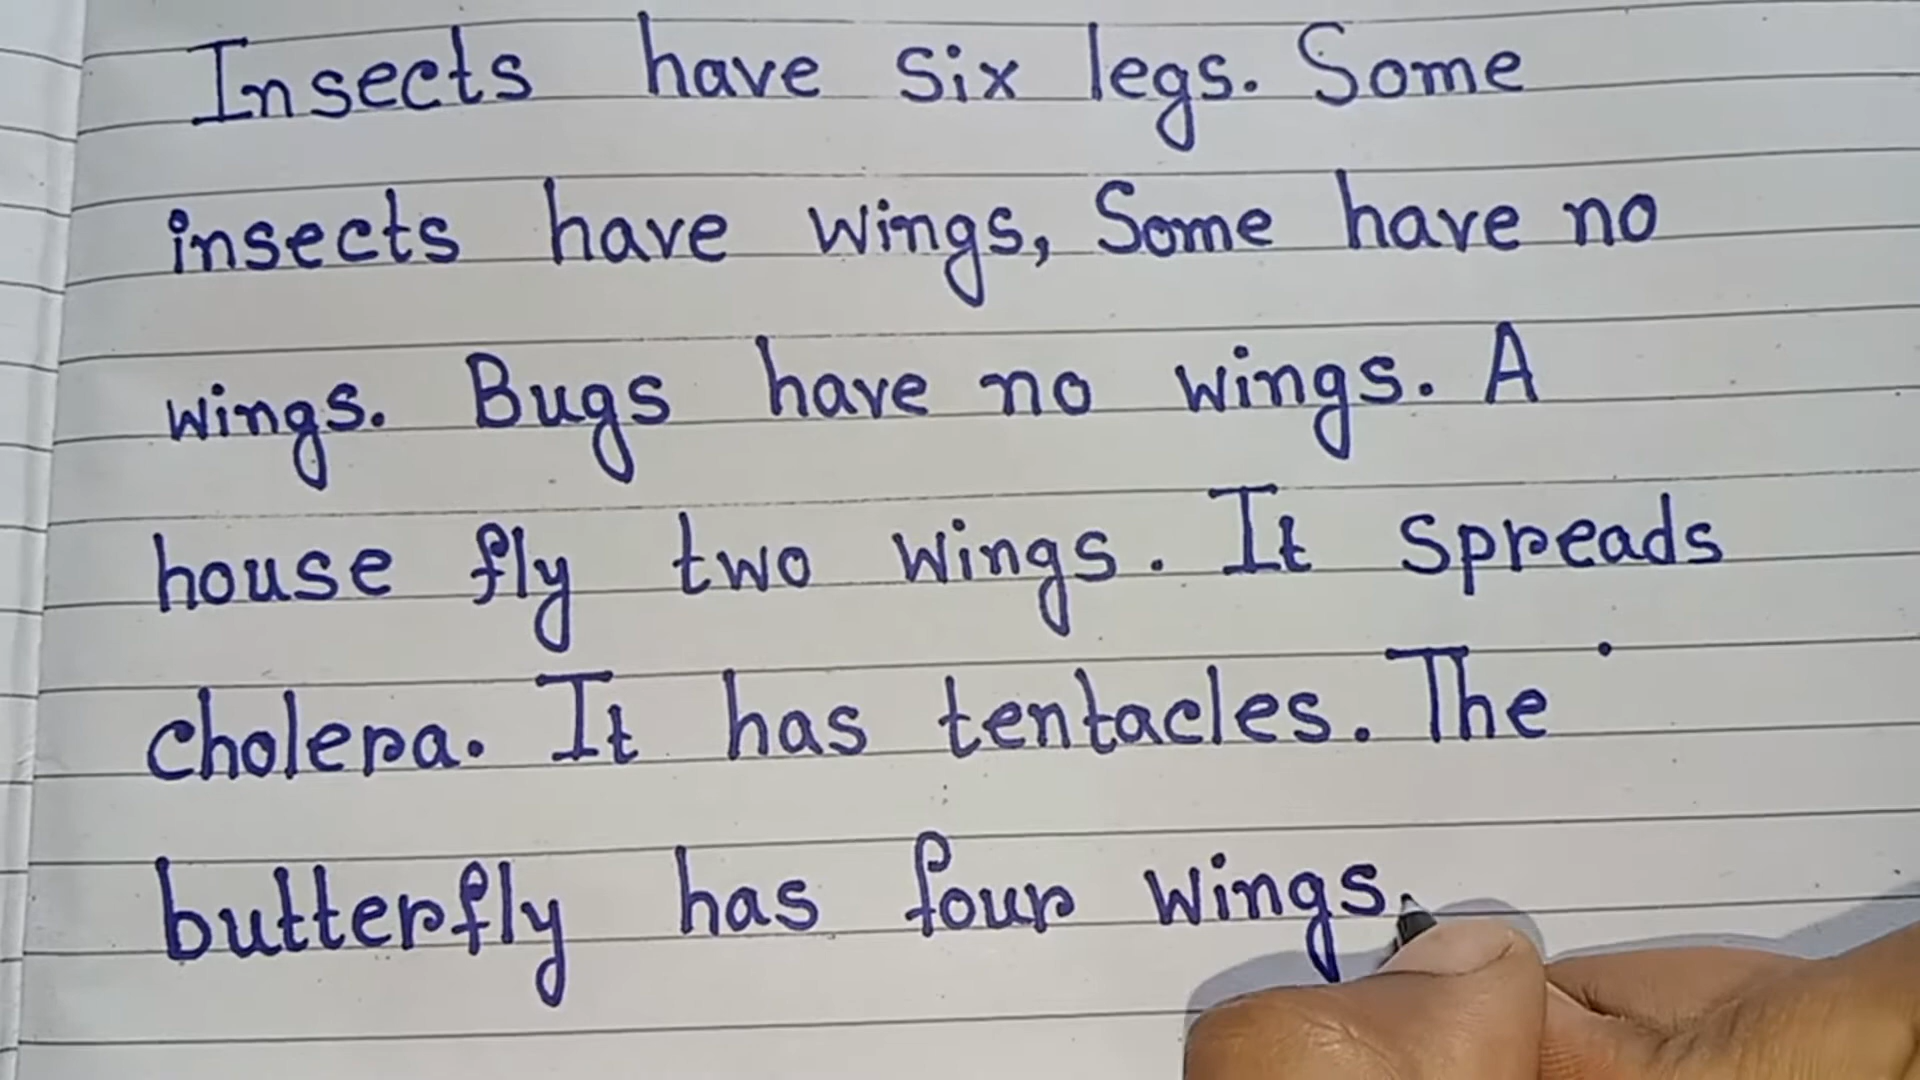 Insects have six legs. Some
insects have wings, Some have no
wings. Bugs have no wings. A
house fly two wings. It spreads
cholera. It has tentacles. The
butterfly has four wings.